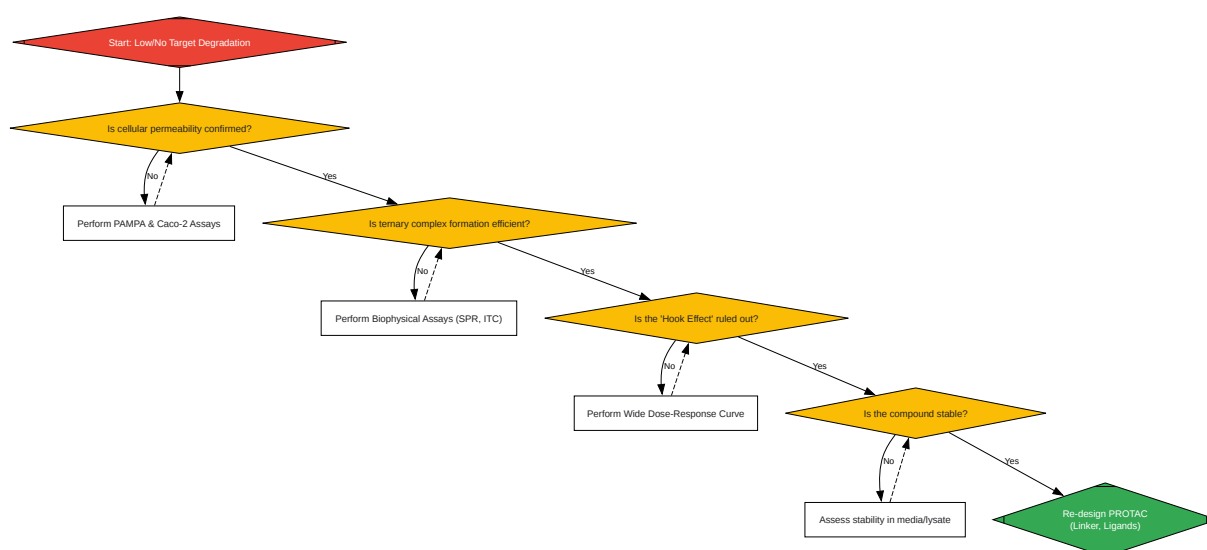 Start: Low/No Target Degradation
Is cellular permeability confirmed?
No
Yes
Perform PAMPA & Caco-2 Assays
Is ternary complex formation efficient?
No
Yes
Perform Biophysical Assays (SPR, ITC)
Is the 'Hook Effect' ruled out?
No
Yes
Perform Wide Dose-Response Curve
Is the compound stable?
No
Yes
Assess stability in media/lysate
Re-design PROTAC
(Linker, Ligands)